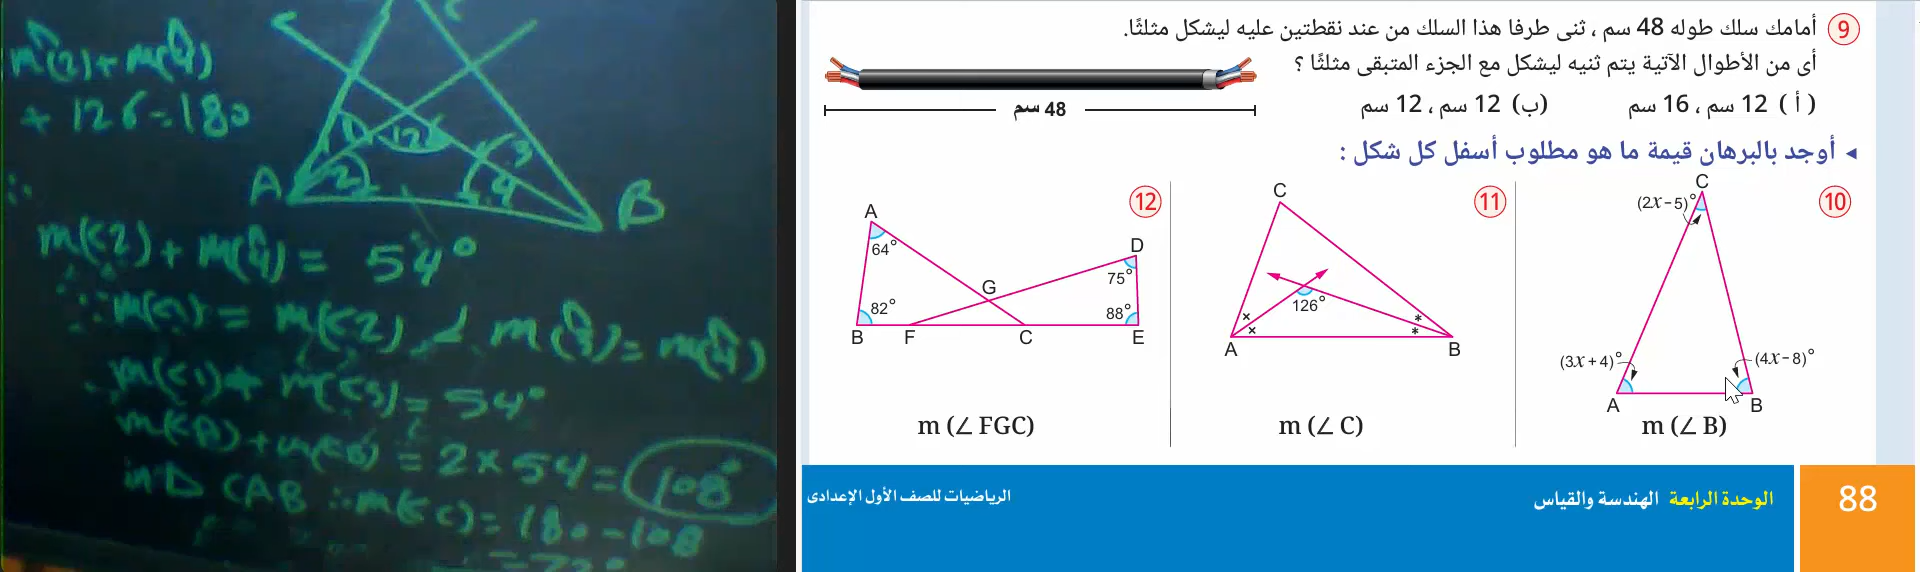 C
m(2̂)+m(4̂)
+ 126=180
1
126
3
2
4
A
B
∴
m(<2)+m(4̂)= 54°
∵m(<1)= m(<2) و m(3̂)=m(4̂)
∴ m(<1)+ m(<3)= 54°
m(<A)+m(<B)=2×54=108°
in Δ CAB ∴m(<C)=180-108
=72°
9 أمامك سلك طوله 48 سم ، ثنى طرفا هذا السلك من عند نقطتين عليه ليشكل مثلثًا.
أى من الأطوال الآتية يتم ثنيه ليشكل مع الجزء المتبقى مثلثًا ؟
( أ ) 12 سم ، 16 سم (ب) 12 سم ، 12 سم
48 سم
◂ أوجد بالبرهان قيمة ما هو مطلوب أسفل كل شكل :
10
C
(2x-5)°
(3x+4)°
(4x-8)°
A
B
m (∠ B)
11
C
126°
×
×
*
*
A
B
m (∠ C)
12
A
64°
D
75°
G
82°
88°
B
F
C
E
m (∠ FGC)
88
الوحدة الرابعة الهندسة والقياس
الرياضيات للصف الأول الإعدادى